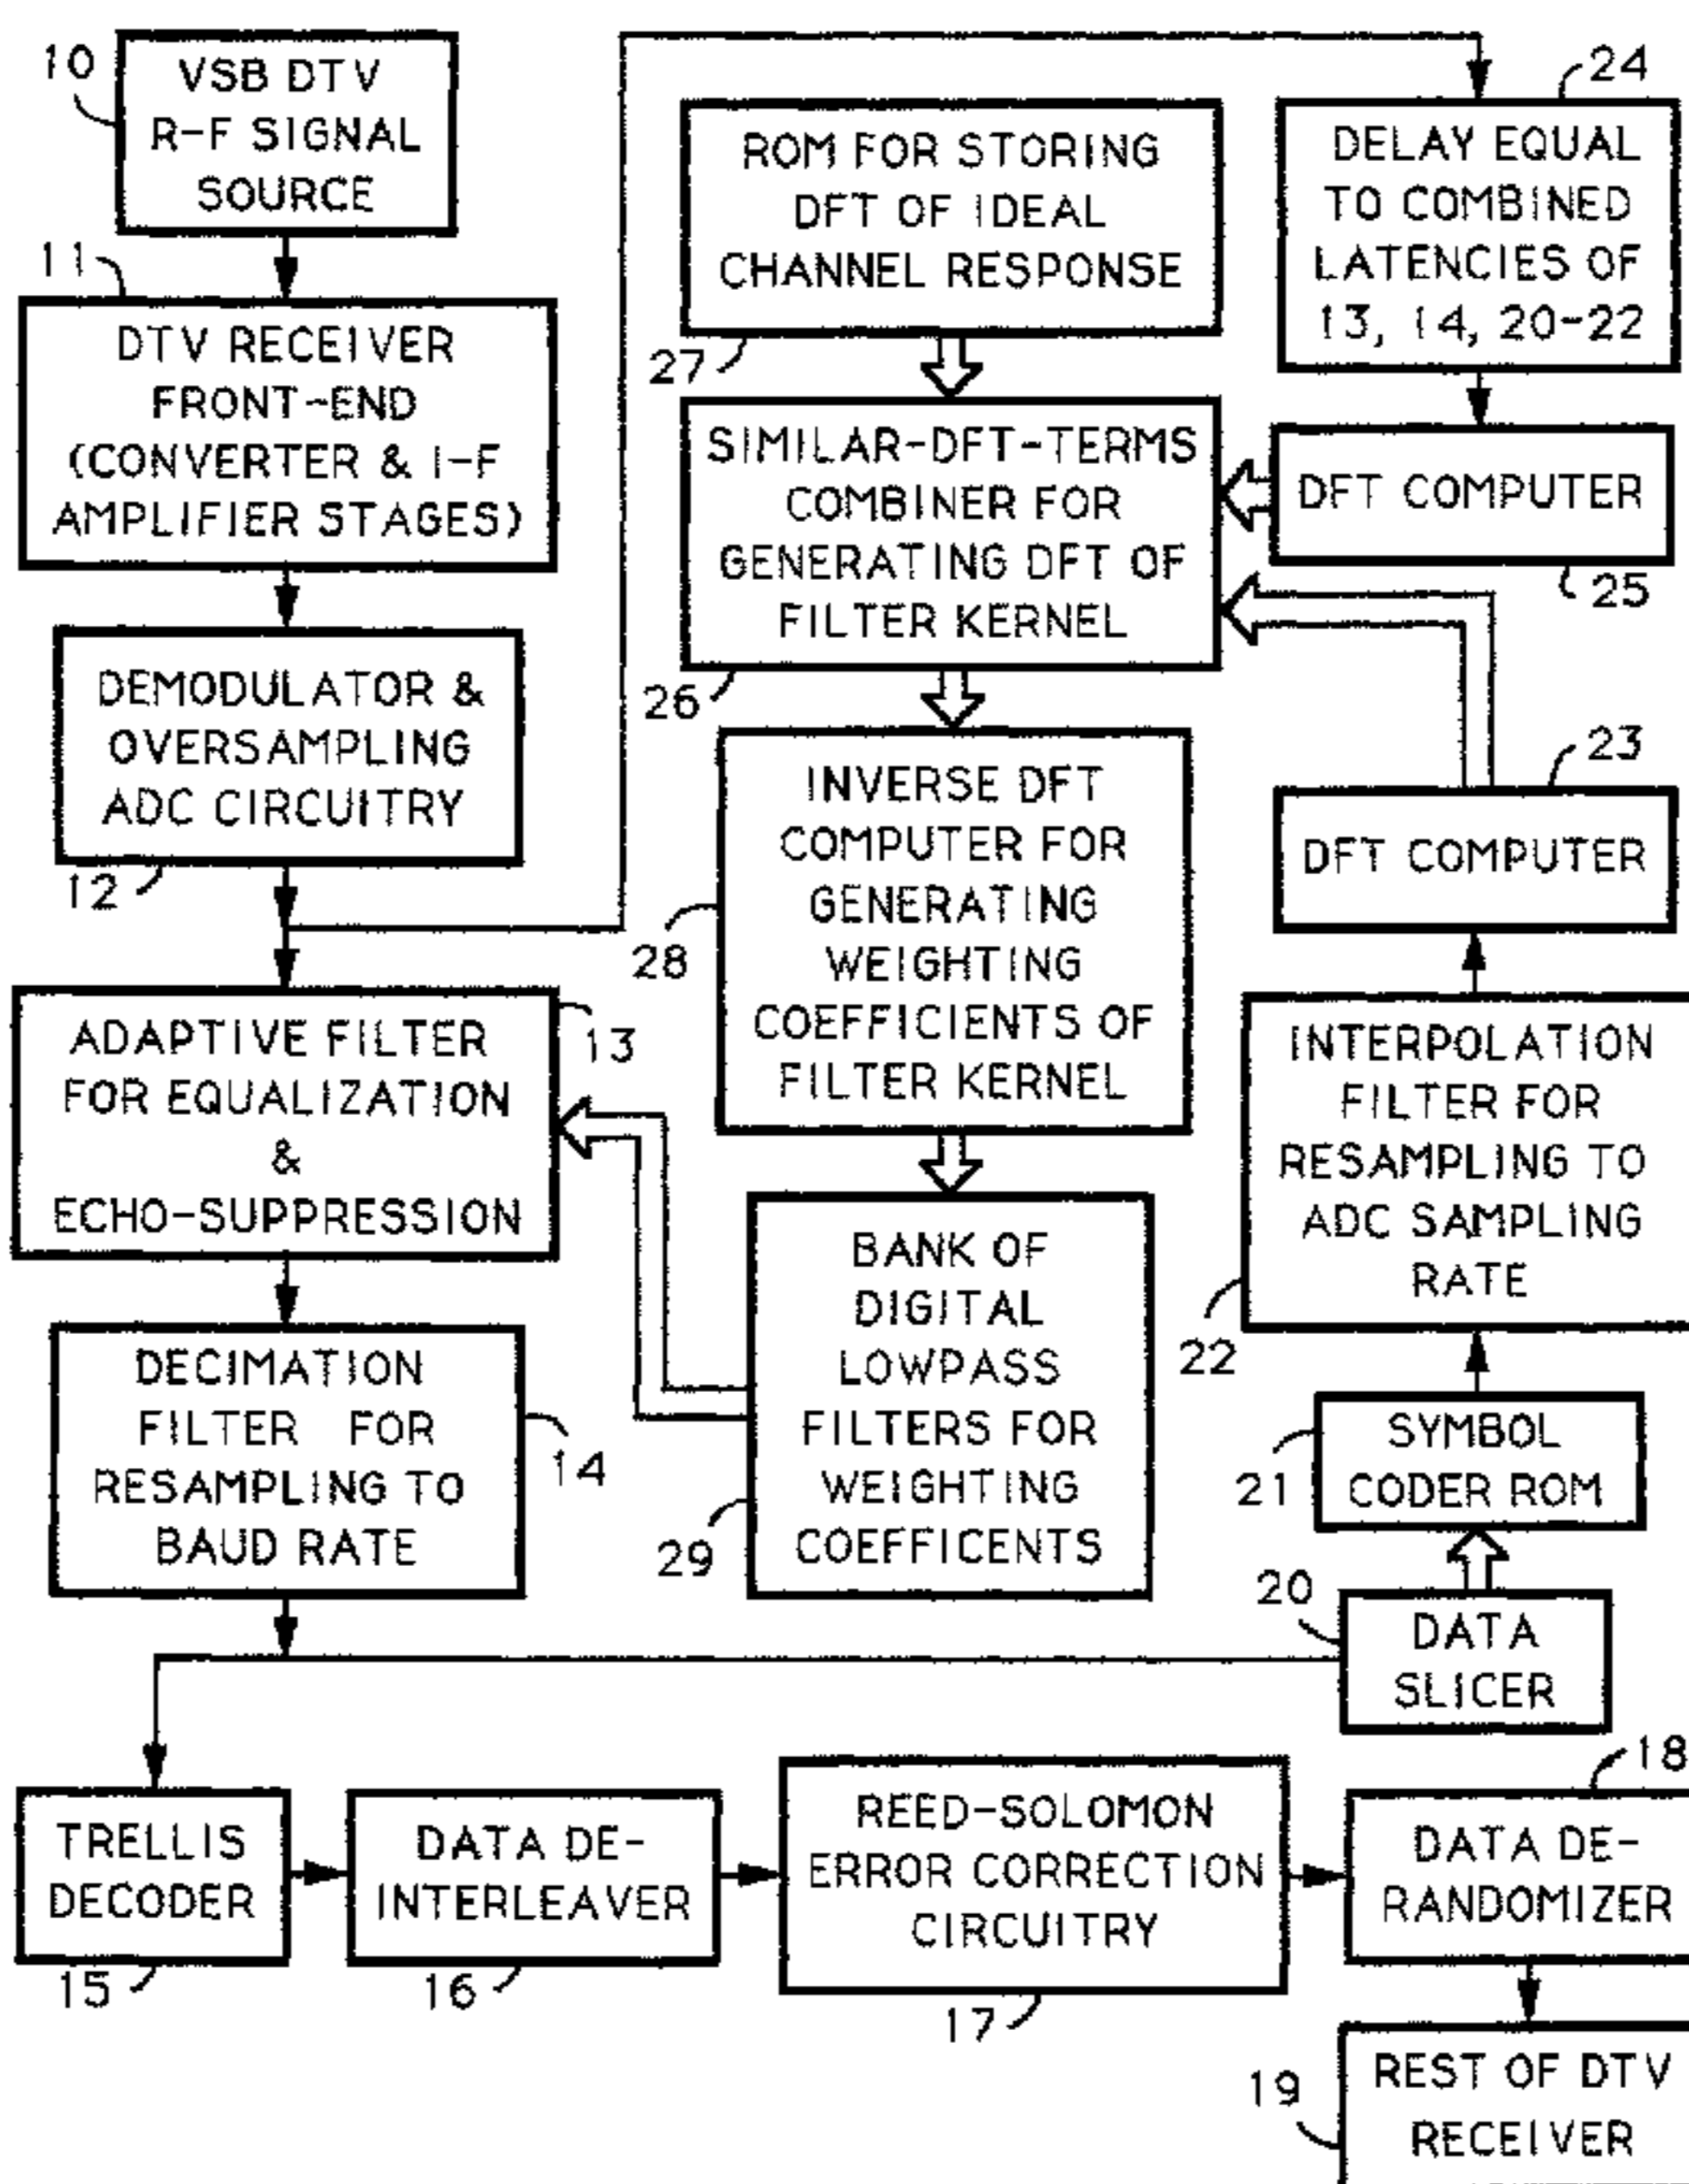 10
VSB DTV
R-F SIGNAL
SOURCE
11
DTV RECEIVER
FRONT-END
(CONVERTER & I-F
AMPLIFIER STAGES)
DEMODULATOR &
OVERSAMPLING
ADC CIRCUITRY
12
ADAPTIVE FILTER
FOR EQUALIZATION
&
ECHO-SUPPRESSION
13
DECIMATION
FILTER FOR
RESAMPLING TO
BAUD RATE
14
ROM FOR STORING
DFT OF IDEAL
CHANNEL RESPONSE
27
SIMILAR-DFT-TERMS
COMBINER FOR
GENERATING DFT OF
FILTER KERNEL
26
INVERSE DFT
COMPUTER FOR
GENERATING
WEIGHTING
COEFFICIENTS OF
FILTER KERNEL
28
BANK OF
DIGITAL
LOWPASS
FILTERS FOR
WEIGHTING
COEFFICENTS
29
24
DELAY EQUAL
TO COMBINED
LATENCIES OF
13, 14, 20-22
DFT COMPUTER
25
23
DFT COMPUTER
INTERPOLATION
FILTER FOR
RESAMPLING TO
ADC SAMPLING
RATE
22
SYMBOL
CODER ROM
21
20
DATA
SLICER
TRELLIS
DECODER
15
DATA DE-
INTERLEAVER
16
REED-SOLOMON
ERROR CORRECTION
CIRCUITRY
17
18
DATA DE-
RANDOMIZER
19
REST OF DTV
RECEIVER